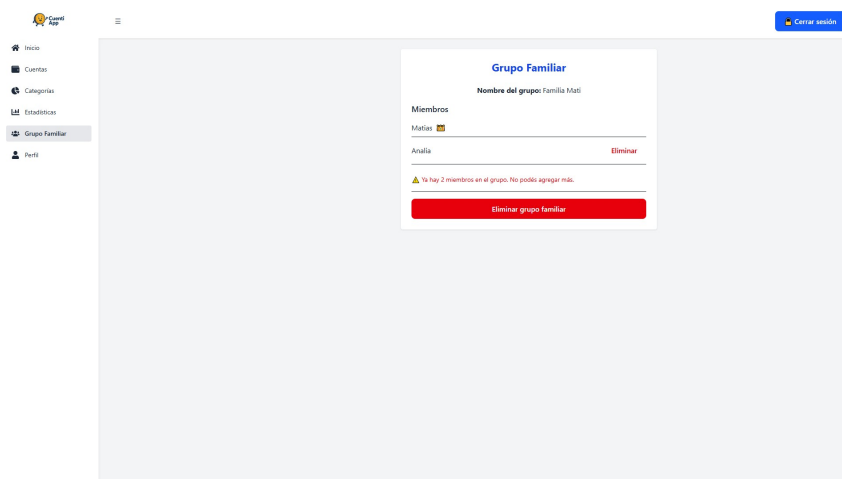 Cuenti
App
☰
Cerrar sesión
Inicio
Cuentas
Categorías
Estadísticas
Grupo Familiar
Perfil
Grupo Familiar
Nombre del grupo: Familia Mati
Miembros
Matias
Analia
Eliminar
Ya hay 2 miembros en el grupo. No podés agregar más.
Eliminar grupo familiar